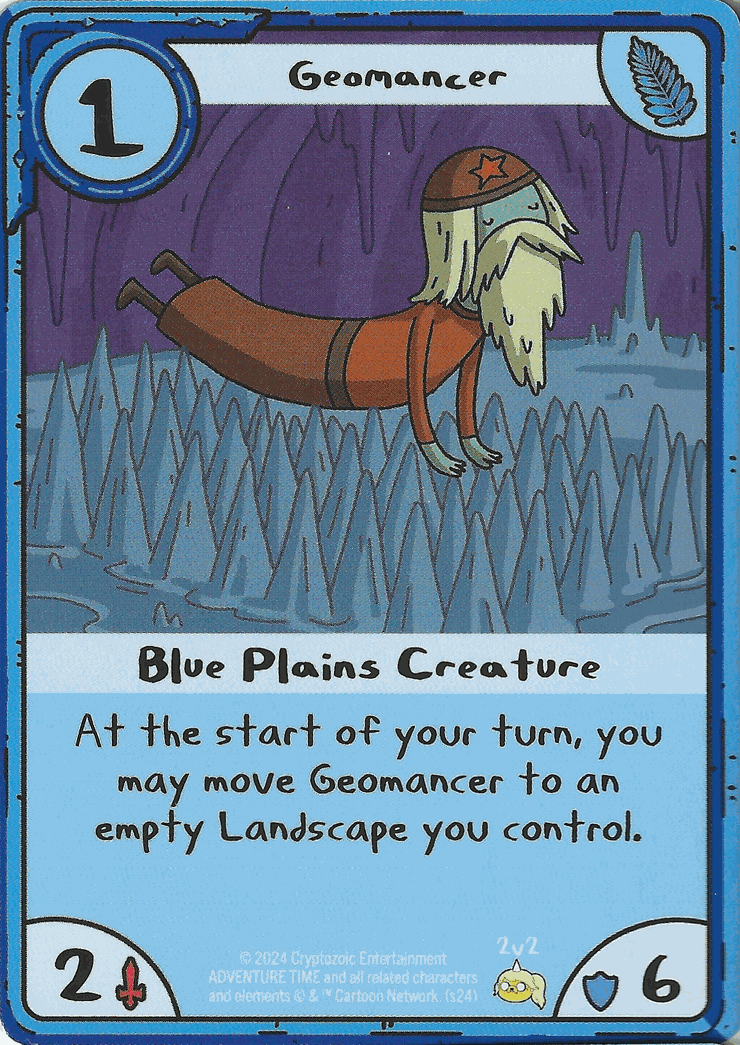 1
Geomancer
Blue Plains Creature
At the start of your turn, you
may move Geomancer to an
empty Landscape you control.
2
© 2024 Cryptozoic Entertainment
ADVENTURE TIME and all related characters
and elements © & ™ Cartoon Network. (s24)
2v2
6